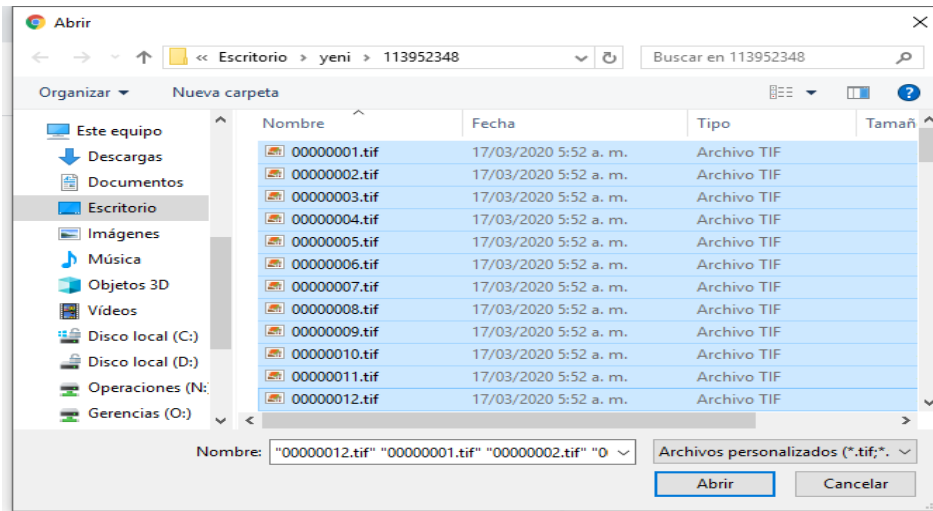 Abrir
« Escritorio > yeni > 113952348
Buscar en 113952348
Organizar Nueva carpeta
Nombre Fecha Tipo Tamañ
Este equipo
Descargas
Documentos
Escritorio
Imágenes
Música
Objetos 3D
Vídeos
Disco local (C:)
Disco local (D:)
Operaciones (N:
Gerencias (O:)
00000001.tif 17/03/2020 5:52 a. m. Archivo TIF
00000002.tif 17/03/2020 5:52 a. m. Archivo TIF
00000003.tif 17/03/2020 5:52 a. m. Archivo TIF
00000004.tif 17/03/2020 5:52 a. m. Archivo TIF
00000005.tif 17/03/2020 5:52 a. m. Archivo TIF
00000006.tif 17/03/2020 5:52 a. m. Archivo TIF
00000007.tif 17/03/2020 5:52 a. m. Archivo TIF
00000008.tif 17/03/2020 5:52 a. m. Archivo TIF
00000009.tif 17/03/2020 5:52 a. m. Archivo TIF
00000010.tif 17/03/2020 5:52 a. m. Archivo TIF
00000011.tif 17/03/2020 5:52 a. m. Archivo TIF
00000012.tif 17/03/2020 5:52 a. m. Archivo TIF
Nombre: "00000012.tif" "00000001.tif" "00000002.tif" "0
Archivos personalizados (*.tif;*.
Abrir Cancelar